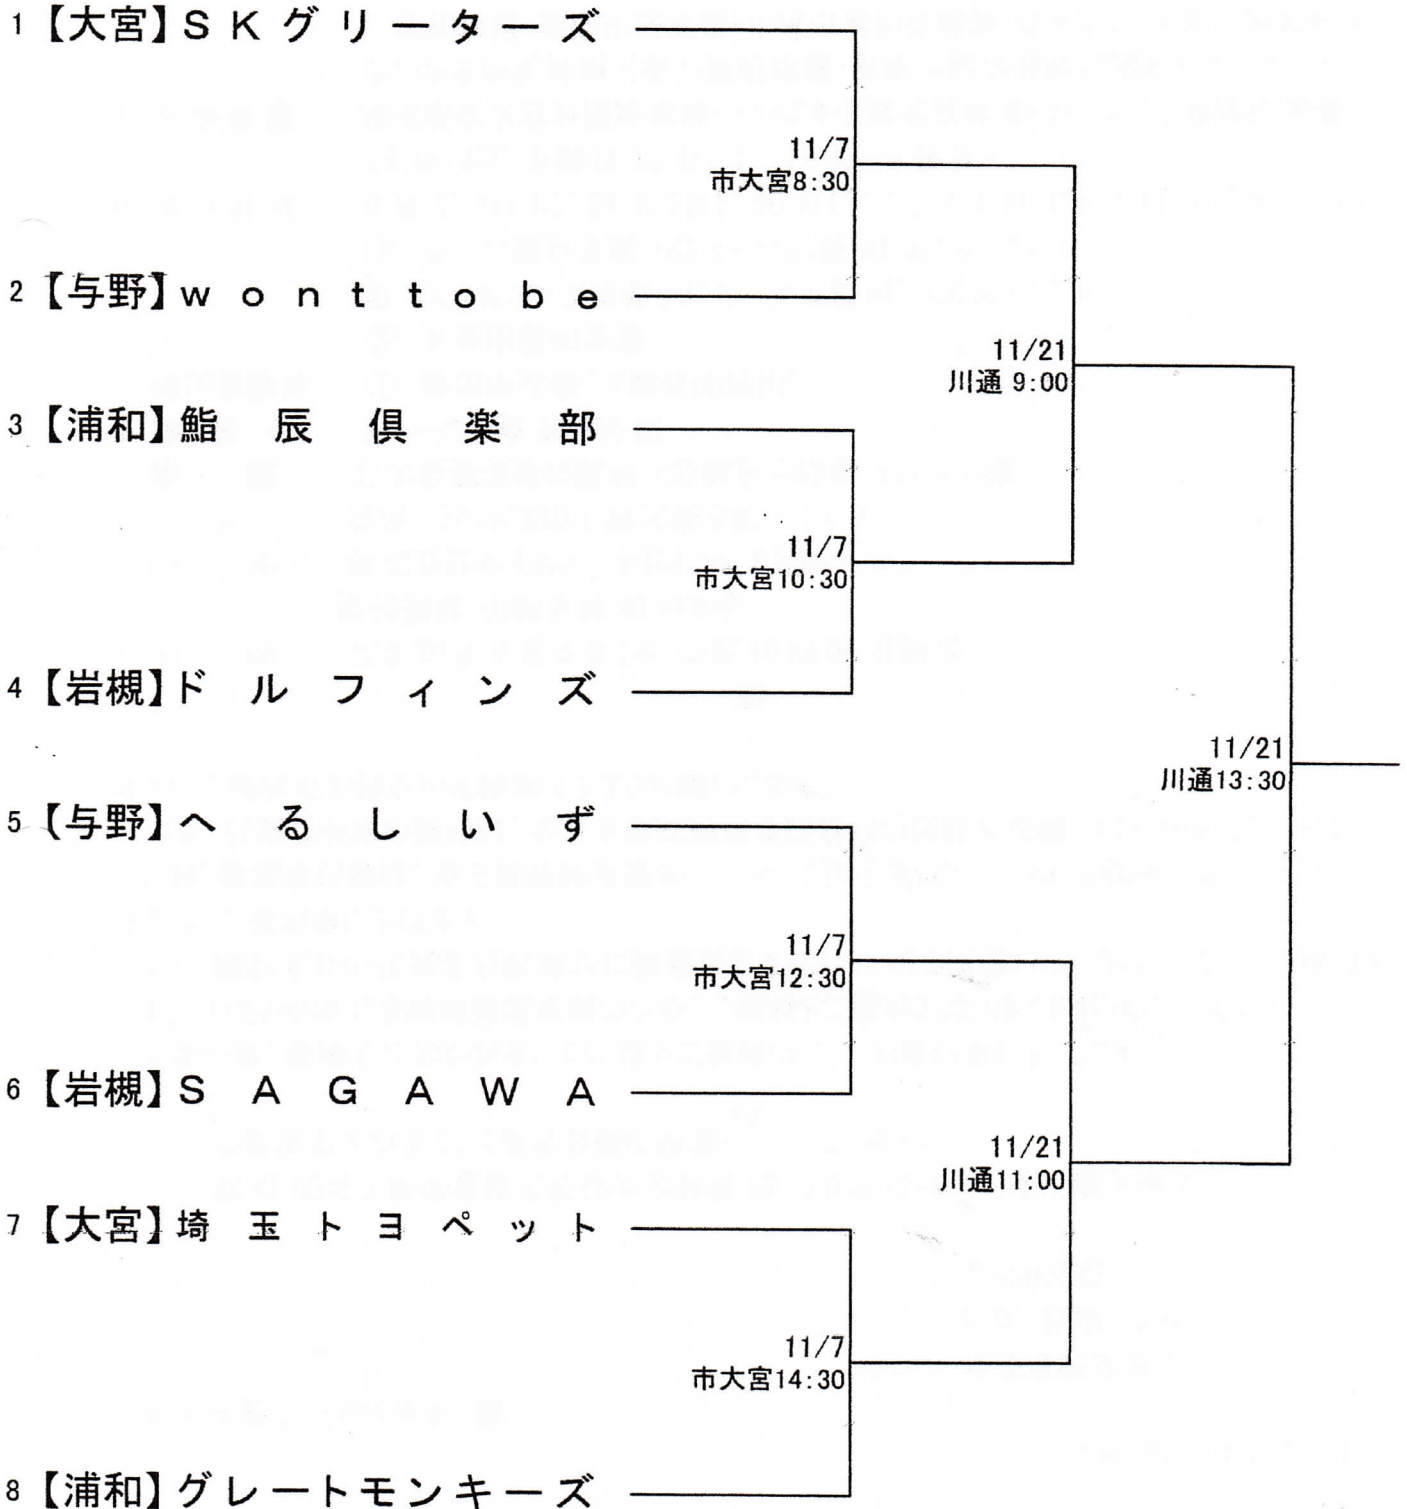 1【大宮】SKグリーターズ
11/7
市大宮8:30
2【与野】wonttobe
11/21
川通 9:00
3【浦和】鮨辰倶楽部
11/7
市大宮10:30
4【岩槻】ドルフィンズ
11/21
川通13:30
5【与野】へるしいず
11/7
市大宮12:30
6【岩槻】SAGAWA
11/21
川通11:00
7【大宮】埼玉トヨペット
11/7
市大宮14:30
8【浦和】グレートモンキーズ